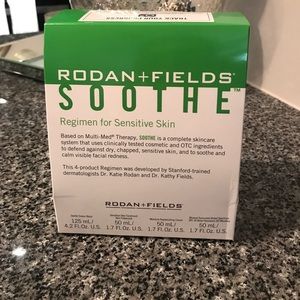 TRACK YOUR PROGRESS
RODAN+FIELDS®
SOOTHE™
Regimen for Sensitive Skin
Based on Multi-Med® Therapy, SOOTHE is a complete skincare
system that uses clinically tested cosmetic and OTC ingredients
to defend against dry, chapped, sensitive skin, and to soothe and
calm visible facial redness.
This 4-product Regimen was developed by Stanford-trained
dermatologists Dr. Katie Rodan and Dr. Kathy Fields.
RODAN+FIELDS®
125 mL/ 50 mL/ 50 mL/ 50 mL/
4.2 Fl. Oz. U.S. 1.7 Fl. Oz. U.S. 1.7 Fl. Oz. U.S. 1.7 Fl. Oz. U.S.